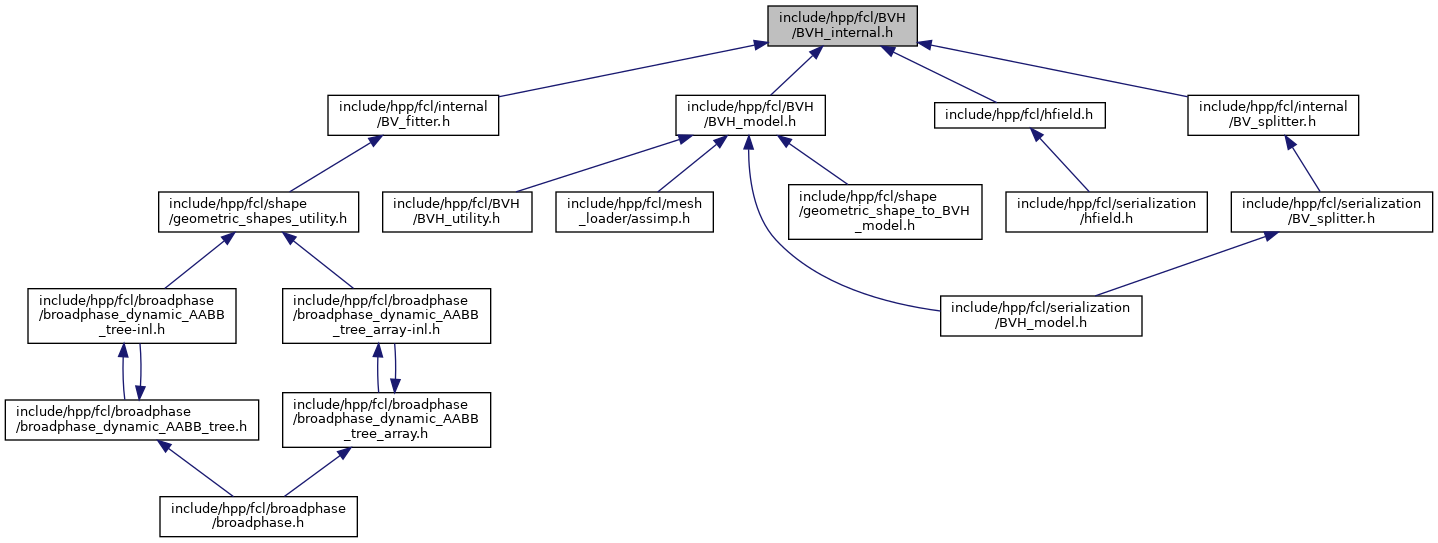 include/hpp/fcl/BVH
/BVH_internal.h
include/hpp/fcl/internal
/BV_fitter.h
include/hpp/fcl/BVH
/BVH_model.h
include/hpp/fcl/hfield.h
include/hpp/fcl/internal
/BV_splitter.h
include/hpp/fcl/shape
/geometric_shapes_utility.h
include/hpp/fcl/BVH
/BVH_utility.h
include/hpp/fcl/mesh
_loader/assimp.h
include/hpp/fcl/shape
/geometric_shape_to_BVH
_model.h
include/hpp/fcl/serialization
/hfield.h
include/hpp/fcl/serialization
/BV_splitter.h
include/hpp/fcl/broadphase
/broadphase_dynamic_AABB
_tree-inl.h
include/hpp/fcl/broadphase
/broadphase_dynamic_AABB
_tree_array-inl.h
include/hpp/fcl/serialization
/BVH_model.h
include/hpp/fcl/broadphase
/broadphase_dynamic_AABB_tree.h
include/hpp/fcl/broadphase
/broadphase_dynamic_AABB
_tree_array.h
include/hpp/fcl/broadphase
/broadphase.h